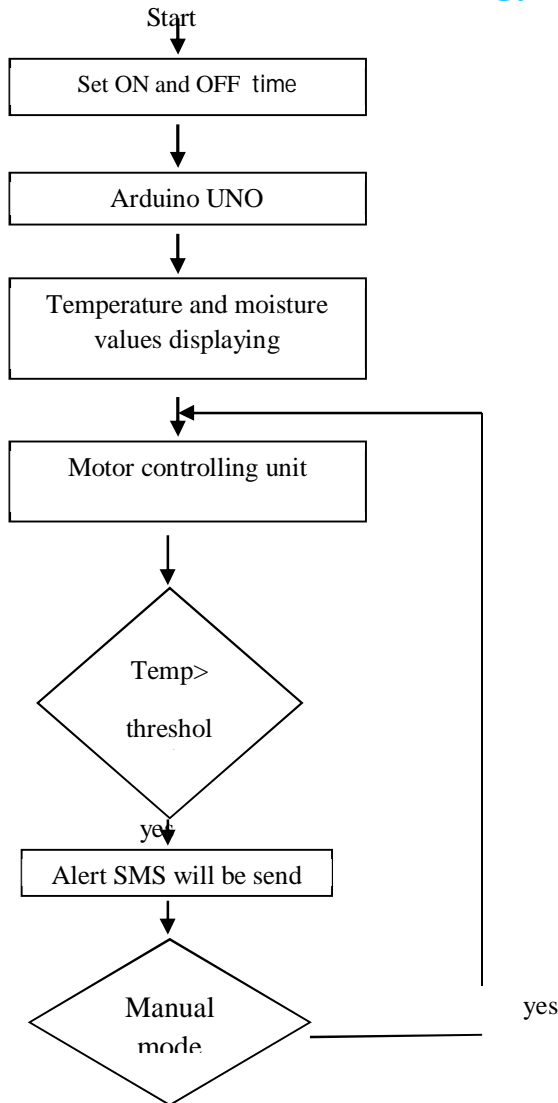 Start
Set ON and OFF time
Arduino UNO
Temperature and moisture
values displaying
Motor controlling unit
Temp>
threshol
yes
Alert SMS will be send
Manual
mode
yes